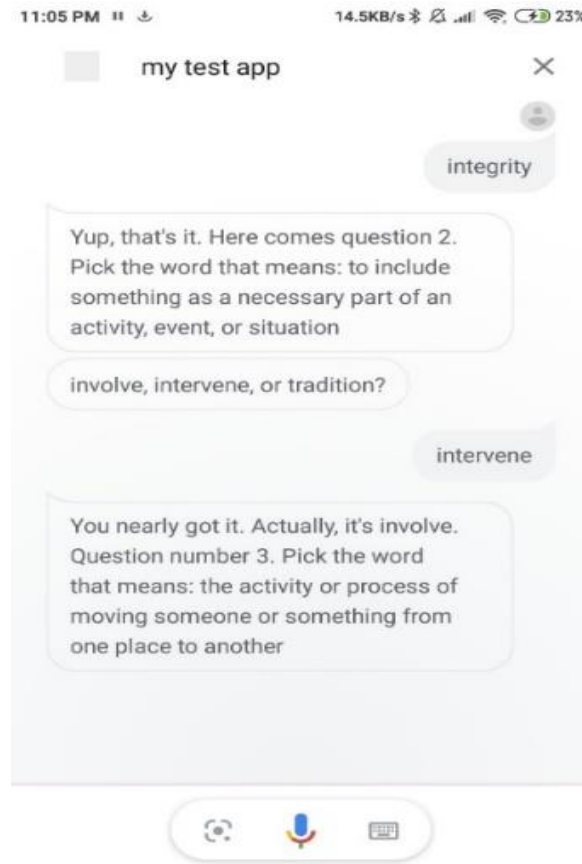 11:05 PM
14.5KB/s 23%
my test app
integrity
Yup, that's it. Here comes question 2.
Pick the word that means: to include
something as a necessary part of an
activity, event, or situation
involve, intervene, or tradition?
intervene
You nearly got it. Actually, it's involve.
Question number 3. Pick the word
that means: the activity or process of
moving someone or something from
one place to another